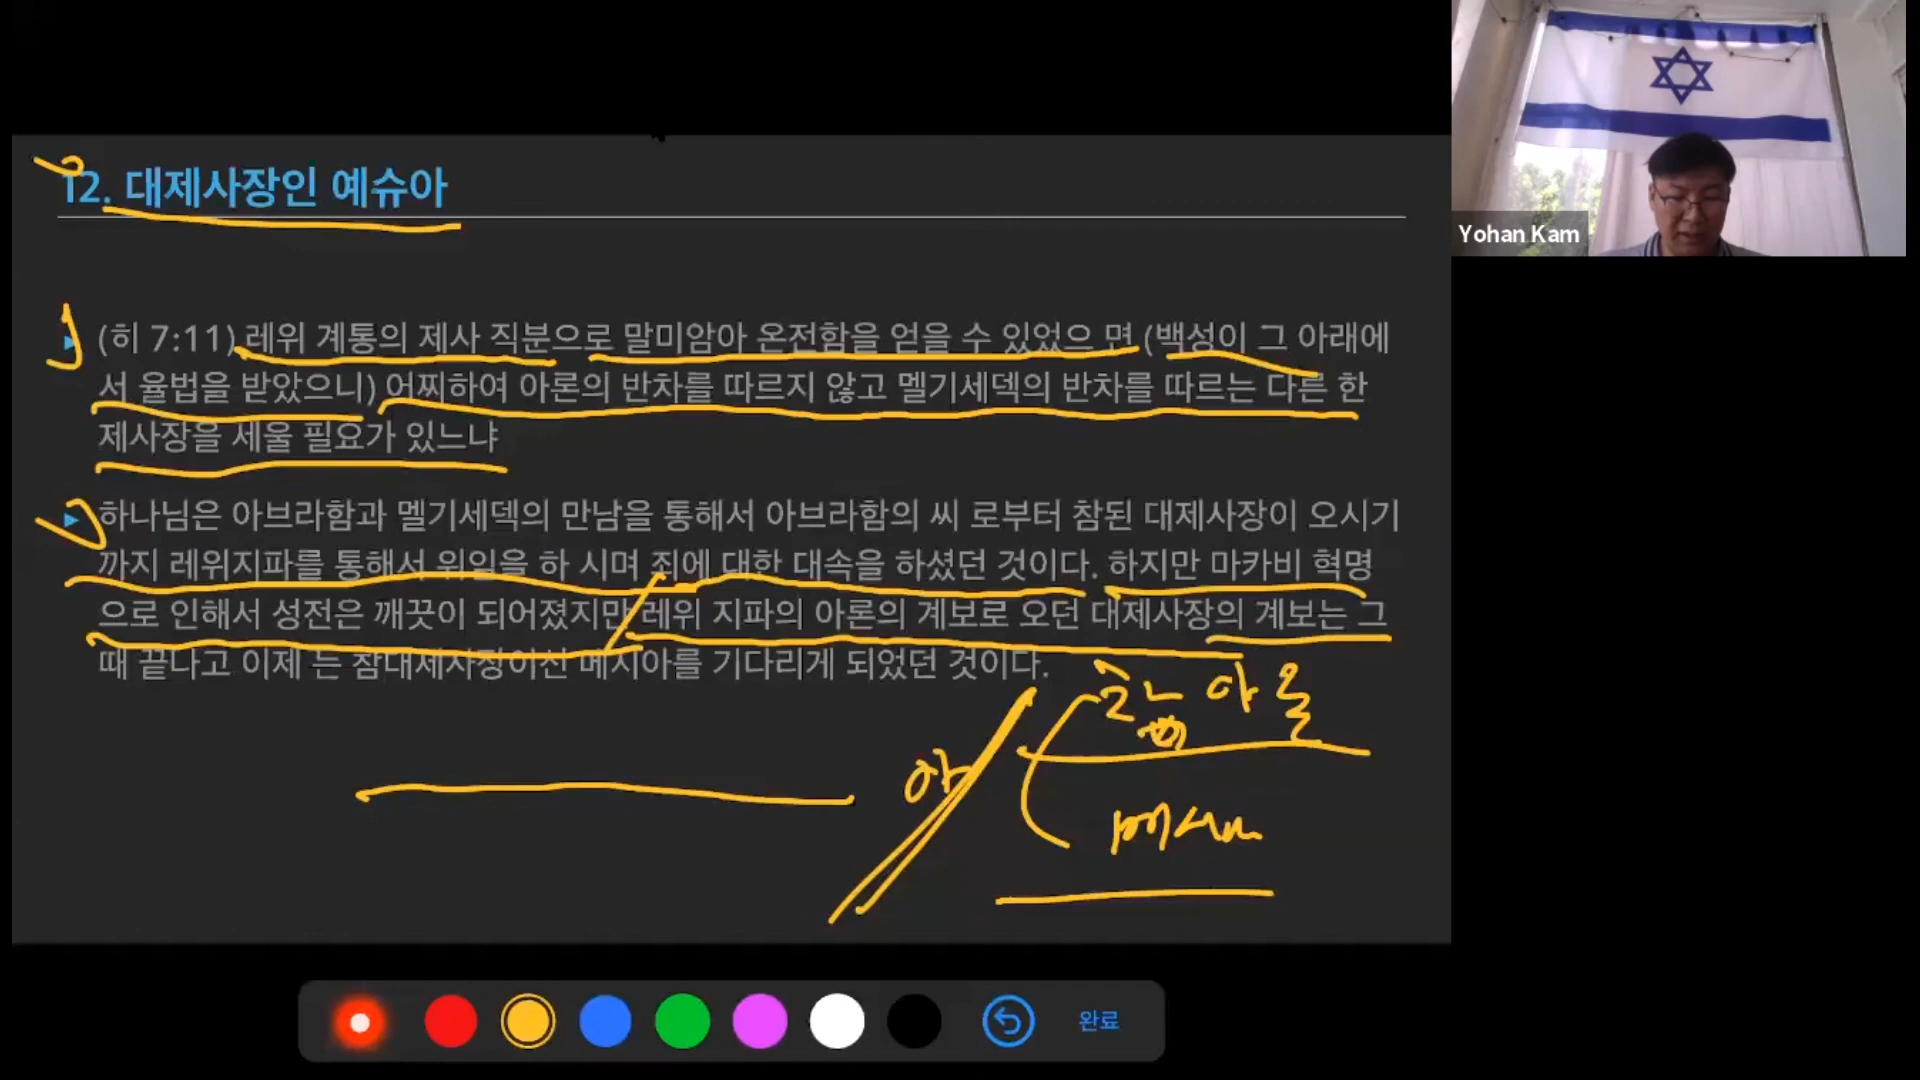 12. 대제사장인 예슈아
Yohan Kam
(히 7:11) 레위 계통의 제사 직분으로 말미암아 온전함을 얻을 수 있었으 면 (백성이 그 아래에
서 율법을 받았으니) 어찌하여 아론의 반차를 따르지 않고 멜기세덱의 반차를 따르는 다른 한
제사장을 세울 필요가 있느냐
하나님은 아브라함과 멜기세덱의 만남을 통해서 아브라함의 씨 로부터 참된 대제사장이 오시기
까지 레위지파를 통해서 위임을 하 시며 죄에 대한 대속을 하셨던 것이다. 하지만 마카비 혁명
으로 인해서 성전은 깨끗이 되어졌지만 레위 지파의 아론의 계보로 오던 대제사장의 계보는 그
때 끝나고 이제 는 참대제사장이신 메시아를 기다리게 되었던 것이다.
아
완료